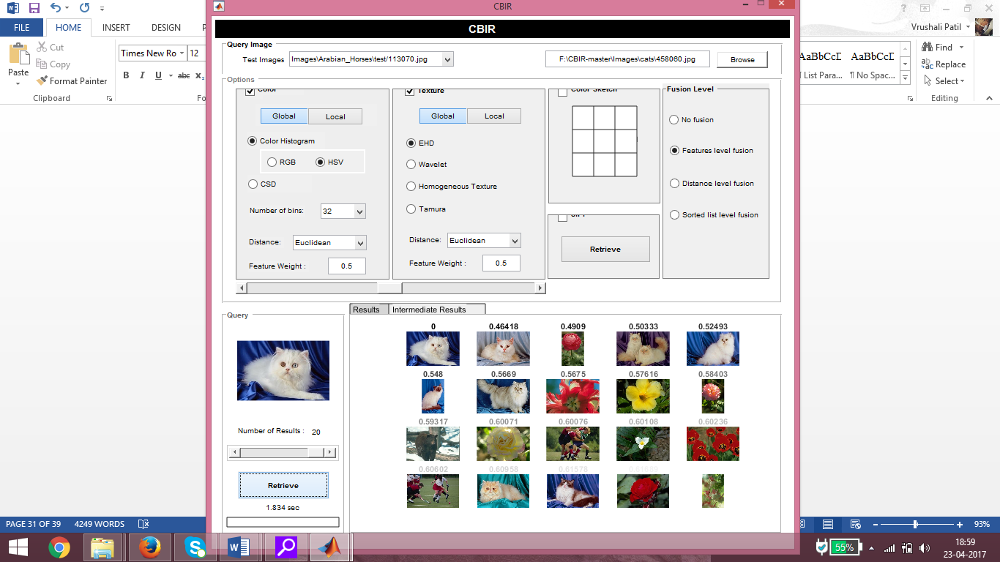 CBIR
FILE HOME INSERT DESIGN
Vrushali Patil
Cut
Copy
Format Painter
Paste
Clipboard
Times New Ro 12
B I U abc
AaBbCcI AaBbCcI
¶ List Para... ¶ No Spac...
Find
Replace
Select
Editing
CBIR
Query Image
Test Images Images\Arabian_Horses\test/113070.jpg F:\CBIR-master\Images\cats\458060.jpg Browse
Options
Color
Global Local
Color Histogram
RGB HSV
CSD
Number of bins: 32
Distance: Euclidean
Feature Weight : 0.5
Texture
Global Local
EHD
Wavelet
Homogeneous Texture
Tamura
Distance: Euclidean
Feature Weight : 0.5
Color Sketch
Retrieve
Fusion Level
No fusion
Features level fusion
Distance level fusion
Sorted list level fusion
Query
Number of Results : 20
Retrieve
1.834 sec
Results Intermediate Results
0 0.46418 0.4909 0.50333 0.52493
0.548 0.5669 0.5675 0.57616 0.58403
0.59317 0.60071 0.60076 0.60108 0.60236
0.60602 0.60958 0.61578
PAGE 31 OF 39 4249 WORDS
93%
55%
18:59
23-04-2017